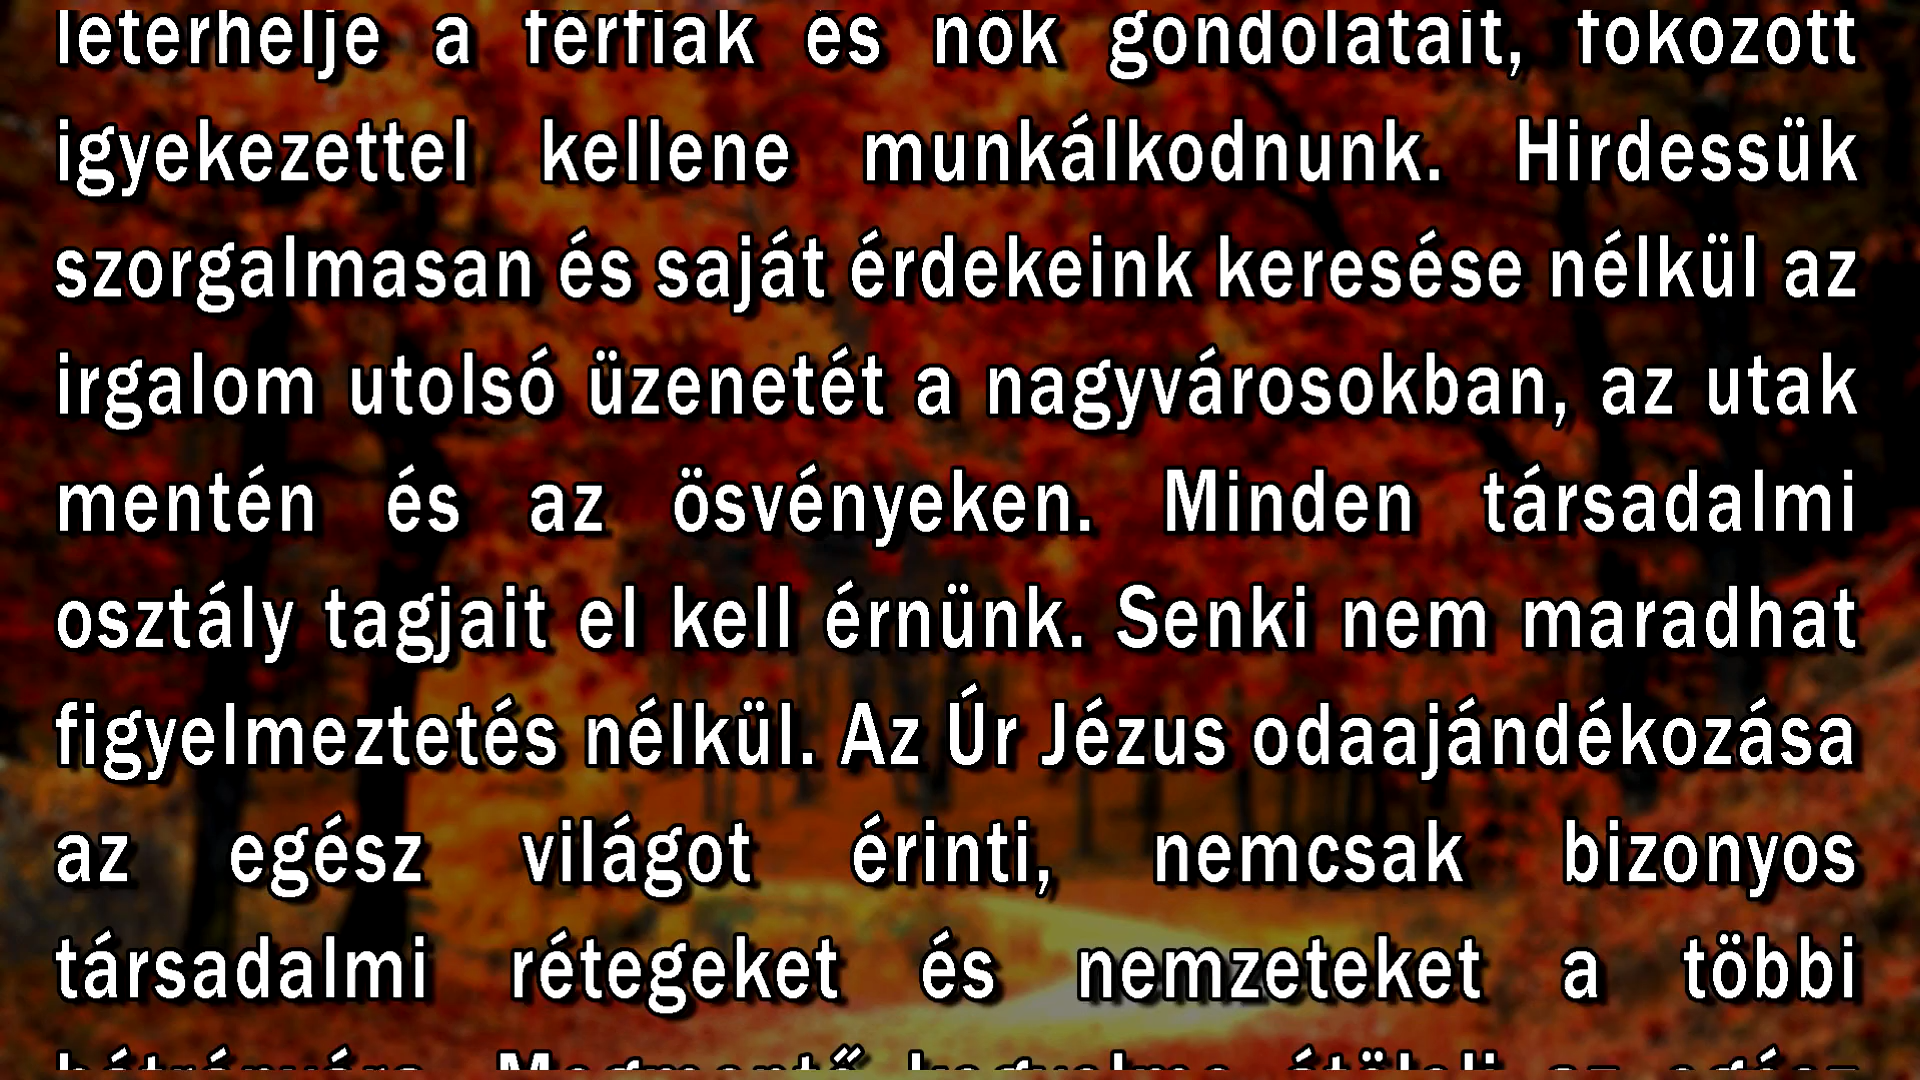 leterhelje a férfiak és nők gondolatait, fokozott
igyekezettel kellene munkálkodnunk. Hirdessük
szorgalmasan és saját érdekeink keresése nélkül az
irgalom utolsó üzenetét a nagyvárosokban, az utak
mentén és az ösvényeken. Minden társadalmi
osztály tagjait el kell érnünk. Senki nem maradhat
figyelmeztetés nélkül. Az Úr Jézus odaajándékozása
az egész világot érinti, nemcsak bizonyos
társadalmi rétegeket és nemzeteket a többi